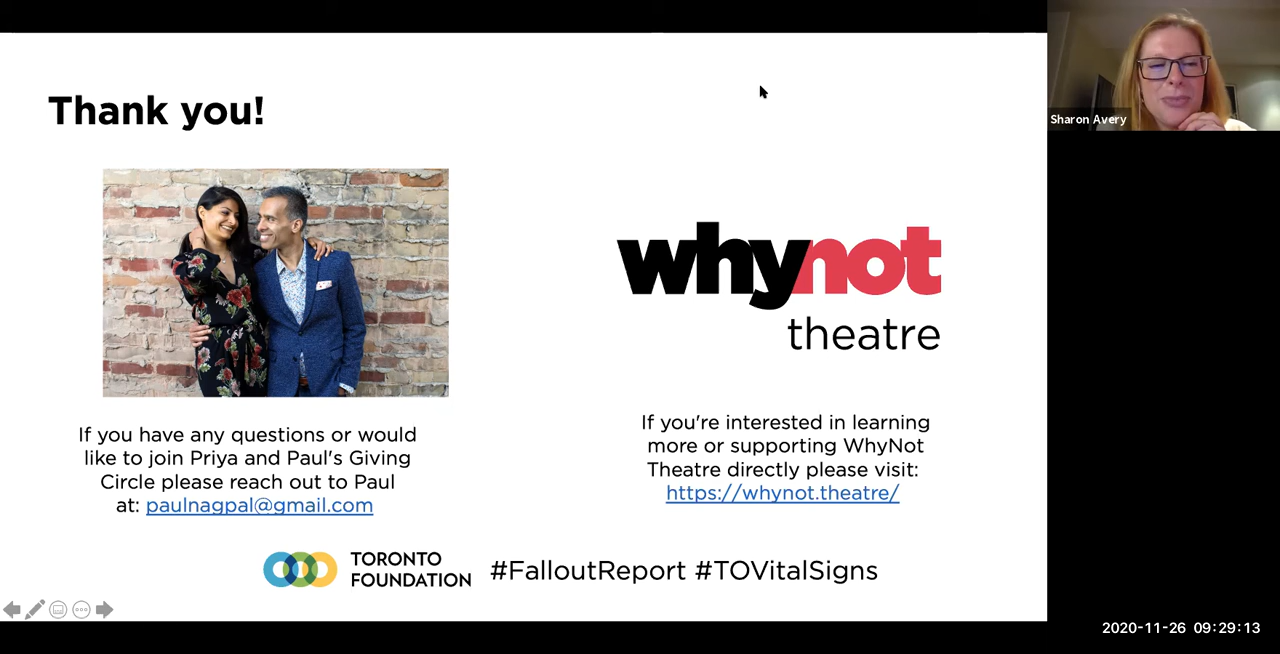 Thank you!
If you have any questions or would
like to join Priya and Paul's Giving
Circle please reach out to Paul
at: paulnagpal@gmail.com
whynot
theatre
If you're interested in learning
more or supporting WhyNot
Theatre directly please visit:
https://whynot.theatre/
TORONTO
FOUNDATION
#FalloutReport #TOVitalSigns
Sharon Avery
2020-11-26 09:29:13